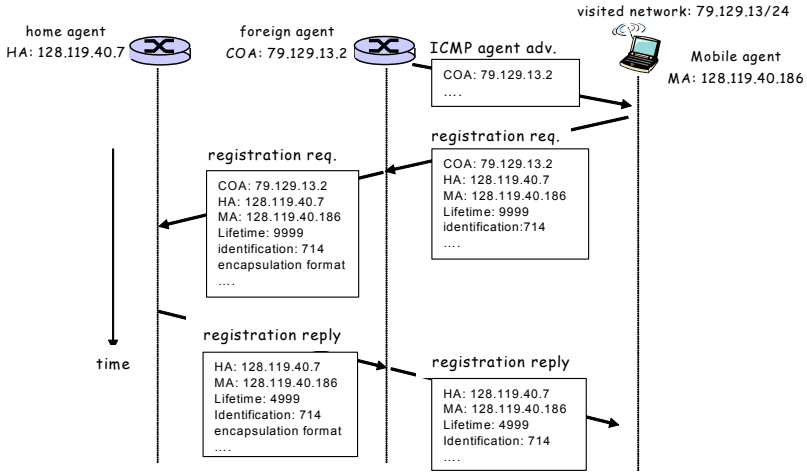 visited network: 79.129.13/24
home agent
HA: 128.119.40.7
foreign agent
COA: 79.129.13.2
ICMP agent adv.
COA: 79.129.13.2
….
Mobile agent
MA: 128.119.40.186
registration req.
COA: 79.129.13.2
HA: 128.119.40.7
MA: 128.119.40.186
Lifetime: 9999
identification:714
….
registration req.
COA: 79.129.13.2
HA: 128.119.40.7
MA: 128.119.40.186
Lifetime: 9999
identification: 714
encapsulation format
….
time
registration reply
HA: 128.119.40.7
MA: 128.119.40.186
Lifetime: 4999
Identification: 714
encapsulation format
….
registration reply
HA: 128.119.40.7
MA: 128.119.40.186
Lifetime: 4999
Identification: 714
….